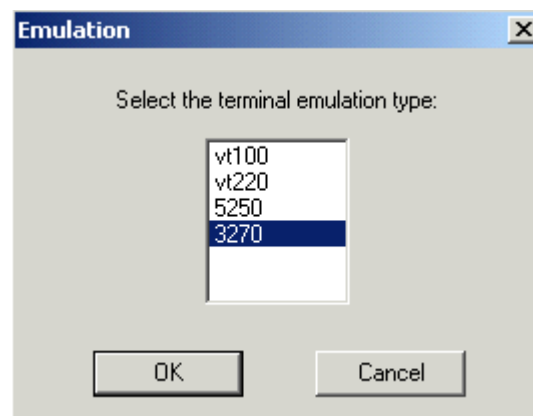 Emulation
Select the terminal emulation type:
vt100
vt220
5250
3270
OK Cancel